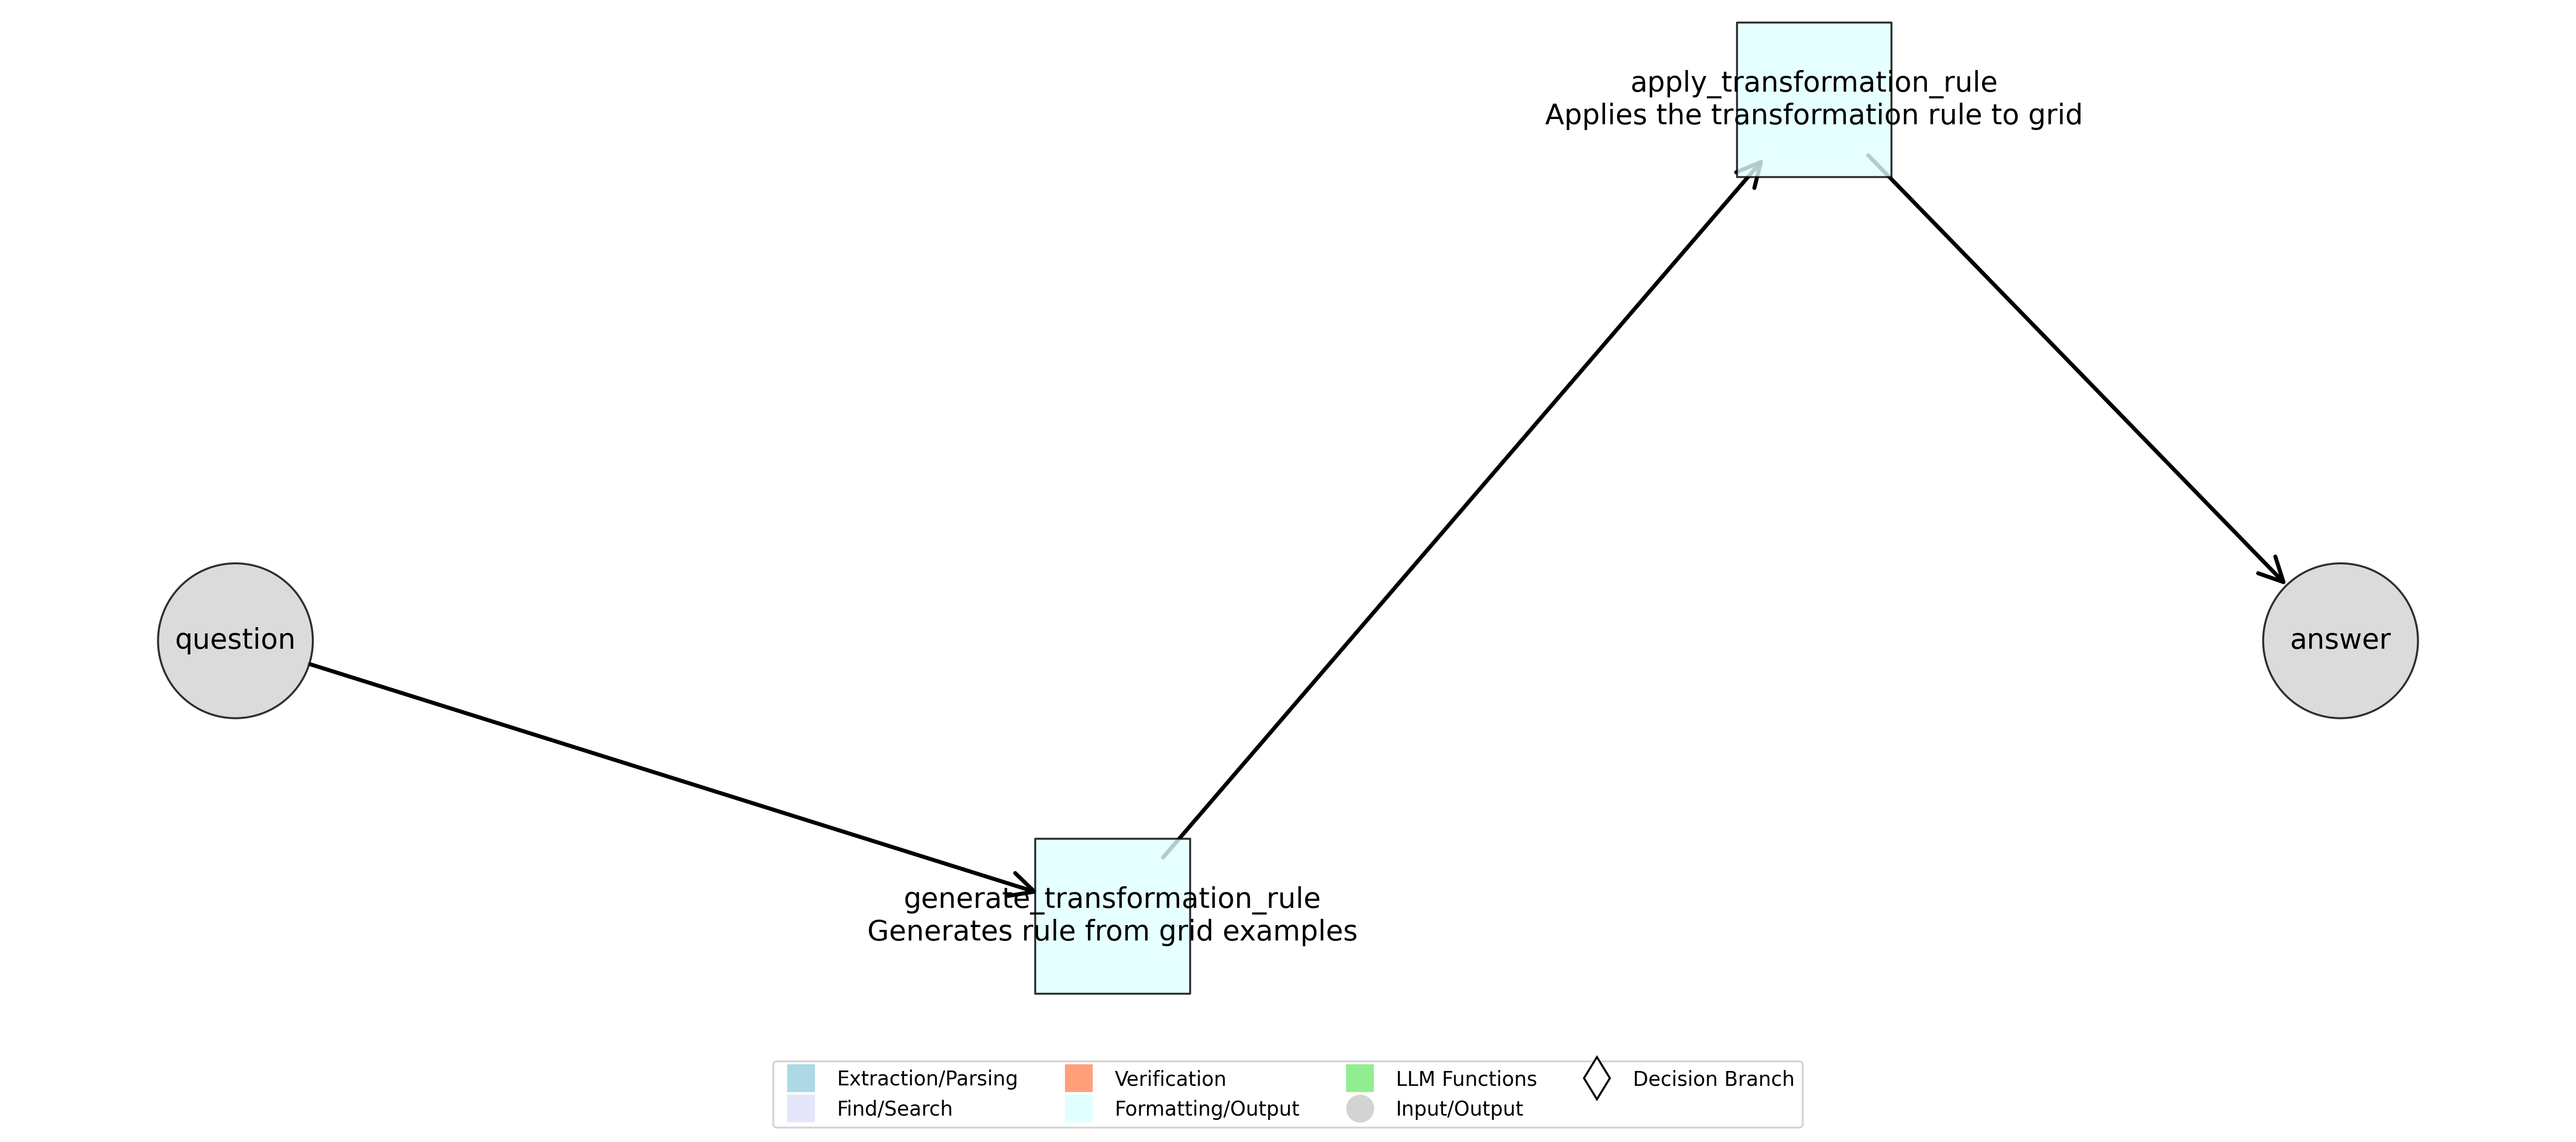 apply_transformation_rule
Applies the transformation rule to grid
question
answer
generate_transformation_rule
Generates rule from grid examples
Extraction/Parsing
Find/Search
Verification
Formatting/Output
LLM Functions
Input/Output
Decision Branch